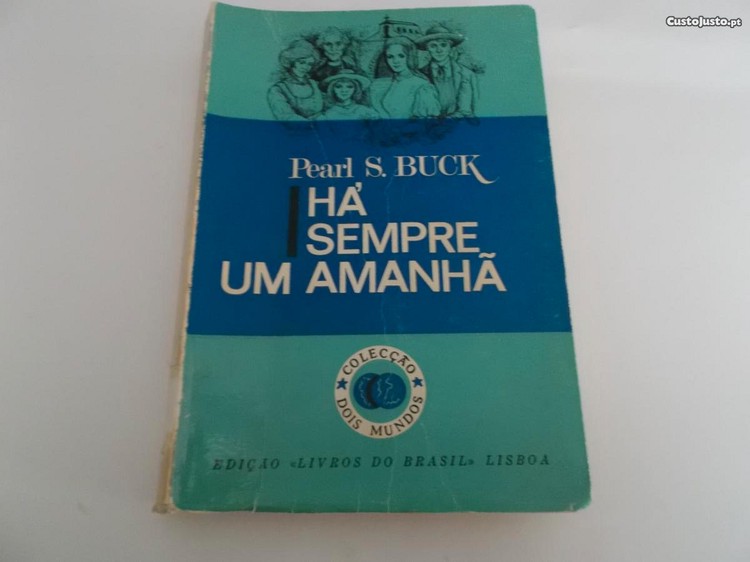 CustoJusto.pt
Pearl S. BUCK
HÁ
SEMPRE
UM AMANHÃ
COLECÇÃO
DOIS MUNDOS
EDIÇÃO «LIVROS DO BRASIL» LISBOA